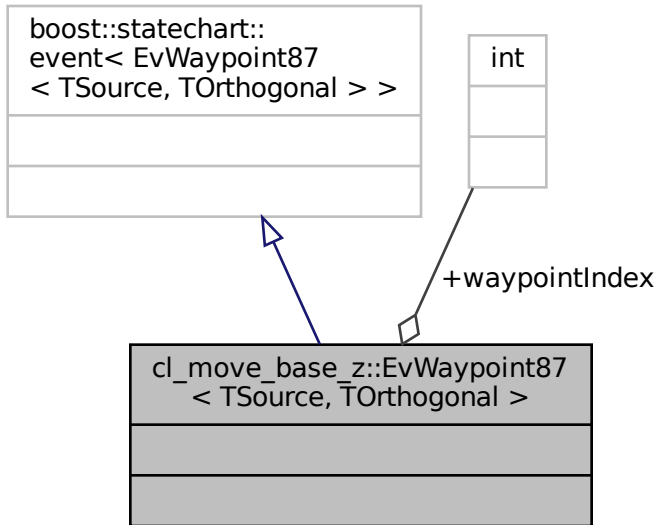 boost::statechart::
event< EvWaypoint87
< TSource, TOrthogonal > >
int
+waypointIndex
cl_move_base_z::EvWaypoint87
< TSource, TOrthogonal >